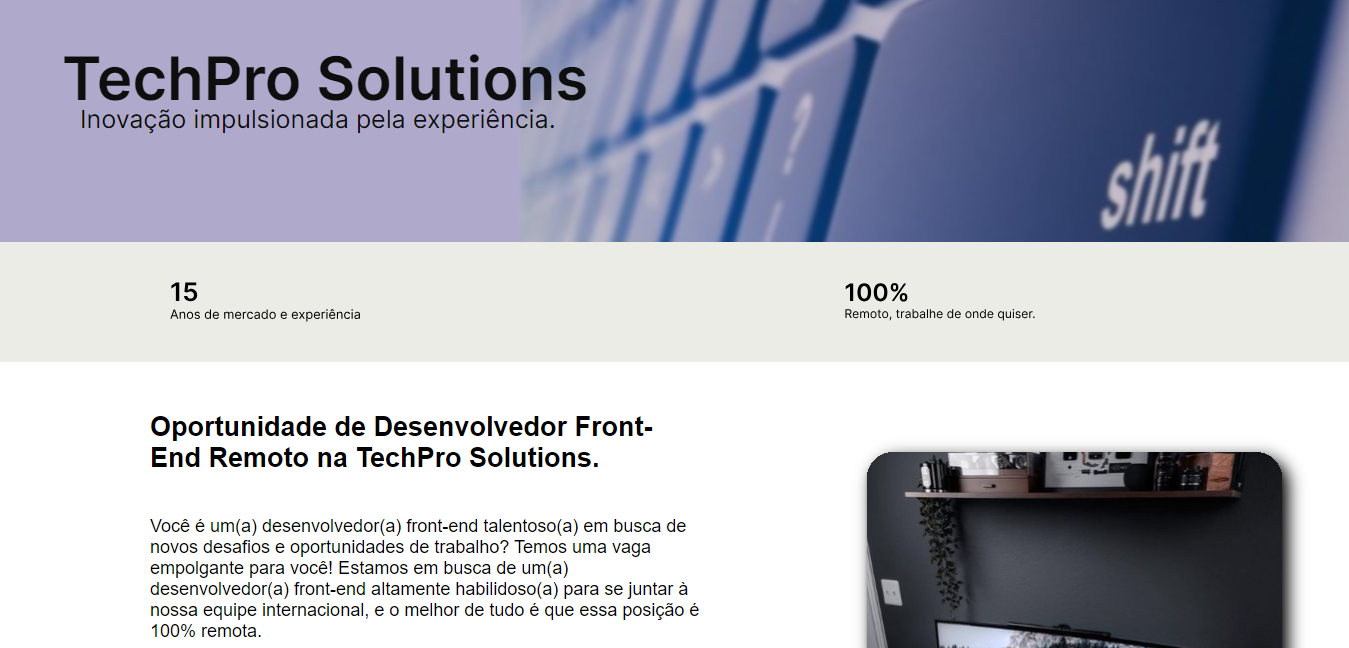 TechPro Solutions
Inovação impulsionada pela experiência.
?
shift
15
Anos de mercado e experiência
100%
Remoto, trabalhe de onde quiser.
Oportunidade de Desenvolvedor Front-
End Remoto na TechPro Solutions.
Você é um(a) desenvolvedor(a) front-end talentoso(a) em busca de
novos desafios e oportunidades de trabalho? Temos uma vaga
empolgante para você! Estamos em busca de um(a)
desenvolvedor(a) front-end altamente habilidoso(a) para se juntar à
nossa equipe internacional, e o melhor de tudo é que essa posição é
100% remota.